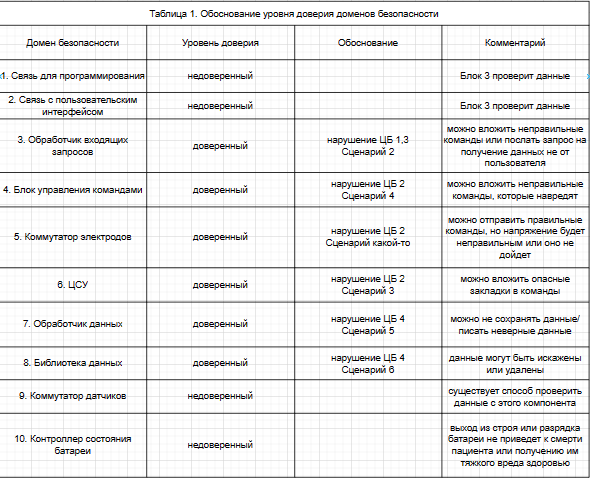 Таблица 1. Обоснование уровня доверия доменов безопасности
Домен безопасности
Уровень доверия
Обоснование
Комментарий
1. Связь для программирования
недоверенный
Блок 3 проверит данные
2. Связь с пользовательским
интерфейсом
недоверенный
Блок 3 проверит данные
3. Обработчик входящих
запросов
доверенный
нарушение ЦБ 1,3
Сценарий 2
можно вложить неправильные
команды или послать запрос на
получение данных не от
пользователя
4. Блок управления командами
доверенный
нарушение ЦБ 2
Сценарий 4
можно вложить неправильные
команды, которые навредят
5. Коммутатор электродов
доверенный
нарушение ЦБ 2
Сценарий какой-то
можно отправить правильные
команды, но напряжение будет
неправильным или оно не
дойдет
6. ЦСУ
доверенный
нарушение ЦБ 2
Сценарий 3
можно вложить опасные
закладки в команды
7. Обработчик данных
доверенный
нарушение ЦБ 4
Сценарий 5
можно не сохранять данные/
писать неверные данные
8. Библиотека данных
доверенный
нарушение ЦБ 4
Сценарий 6
данные могут быть искажены
или удалены
9. Коммутатор датчиков
недоверенный
существует способ проверить
данные с этого компонента
10. Контроллер состояния
батареи
недоверенный
выход из строя или разрядка
батареи не приведет к смерти
пациента или получению им
тяжкого вреда здоровью